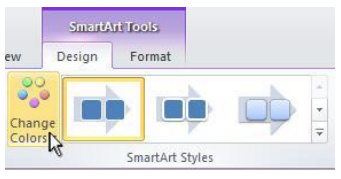 SmartArt Tools
ew Design Format
Change
Colors
SmartArt Styles